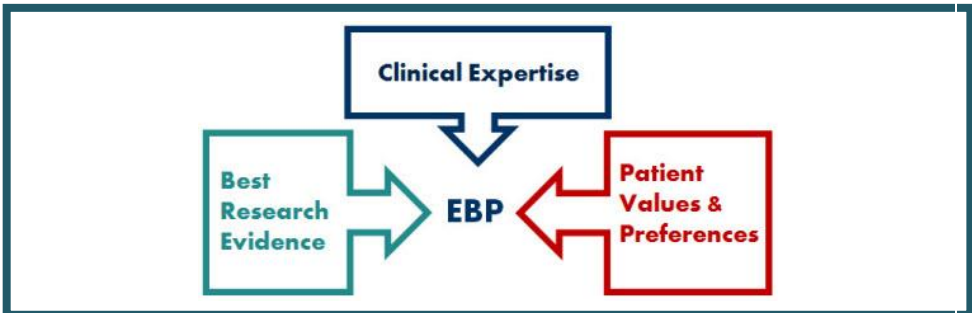 Clinical Expertise
Best
Research
Evidence
EBP
Patient
Values &
Preferences